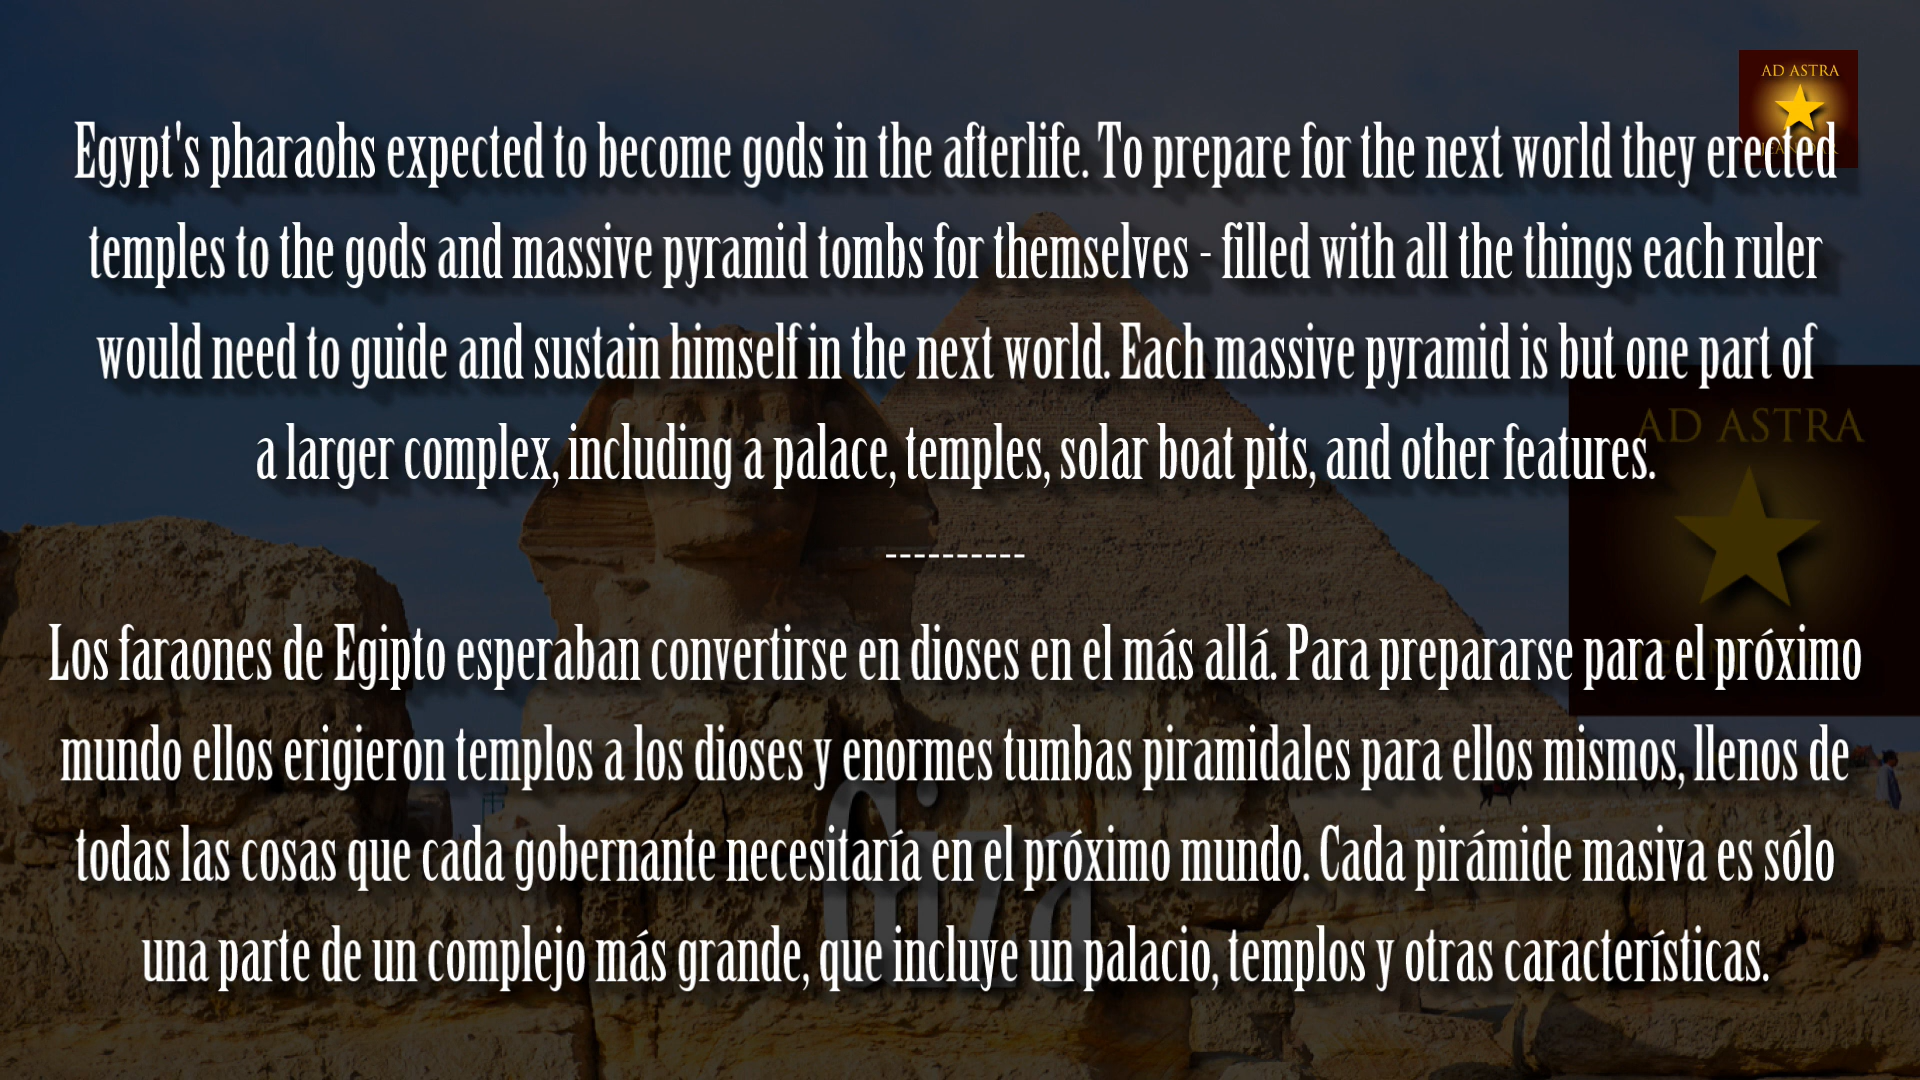 AD ASTRA
Egypt's pharaohs expected to become gods in the afterlife. To prepare for the next world they erected
temples to the gods and massive pyramid tombs for themselves - filled with all the things each ruler
would need to guide and sustain himself in the next world. Each massive pyramid is but one part of
a larger complex, including a palace, temples, solar boat pits, and other features.
AD ASTRA
----------
Los faraones de Egipto esperaban convertirse en dioses en el más allá. Para prepararse para el próximo
mundo ellos erigieron templos a los dioses y enormes tumbas piramidales para ellos mismos, llenos de
todas las cosas que cada gobernante necesitaría en el próximo mundo. Cada pirámide masiva es sólo
una parte de un complejo más grande, que incluye un palacio, templos y otras características.
Giza